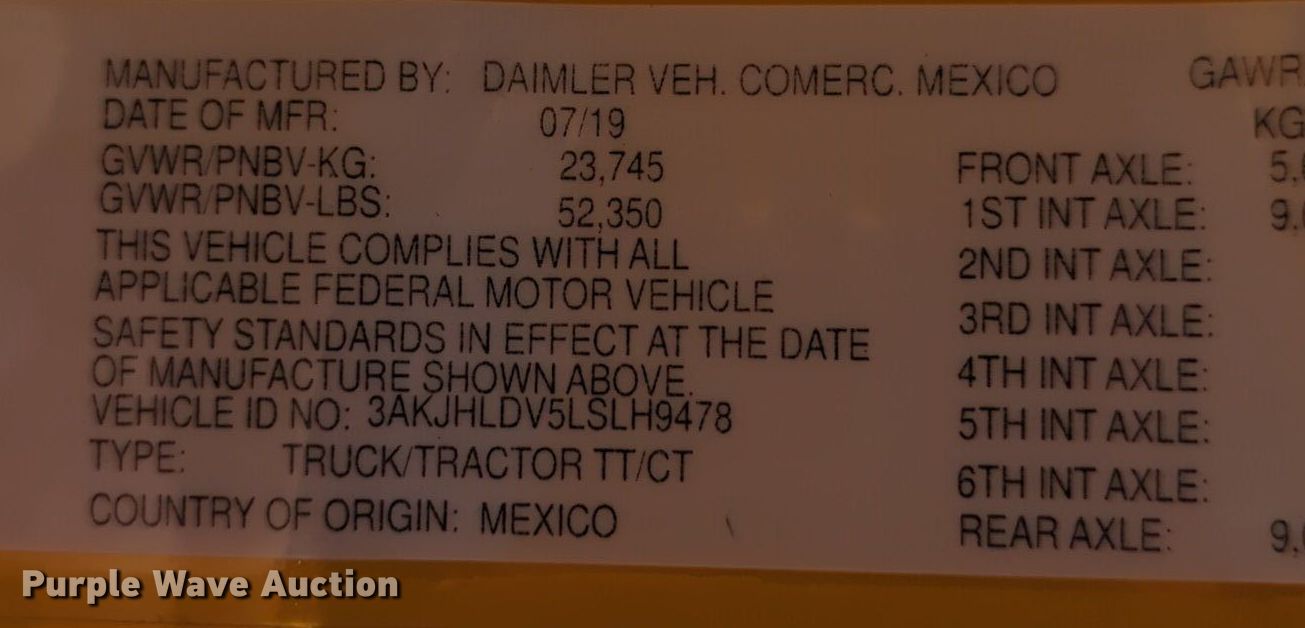 MANUFACTURED BY: DAIMLER VEH. COMERC. MEXICO GAWR
DATE OF MFR: 07/19 KG
GVWR/PNBV-KG: 23,745 FRONT AXLE: 5.
GVWR/PNBV-LBS: 52,350 1ST INT AXLE: 9.
THIS VEHICLE COMPLIES WITH ALL 2ND INT AXLE:
APPLICABLE FEDERAL MOTOR VEHICLE 3RD INT AXLE:
SAFETY STANDARDS IN EFFECT AT THE DATE
OF MANUFACTURE SHOWN ABOVE. 4TH INT AXLE:
VEHICLE ID NO: 3AKJHLDV5LSLH9478 5TH INT AXLE:
TYPE: TRUCK/TRACTOR TT/CT 6TH INT AXLE:
COUNTRY OF ORIGIN: MEXICO REAR AXLE: 9.
Purple Wave Auction